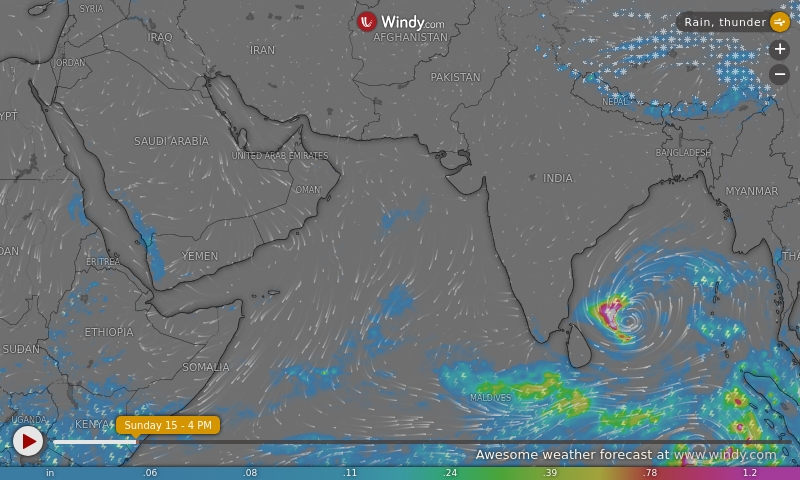 SYRIA
Windy.com
Rain, thunder
IRAQ
IRAN
AFGHANISTAN
+
JORDAN
PAKISTAN
−
NEPAL
YPT
SAUDI ARABIA
UNITED ARAB EMIRATES
BANGLADESH
INDIA
OMAN
MYANMAR
DAN
ERITREA
YEMEN
THA
ETHIOPIA
SUDAN
SOMALIA
MALDIVES
UGANDA
KENYA
Sunday 15 - 4 PM
Awesome weather forecast at www.windy.com
in .06 .08 .11 .24 .39 .78 1.2